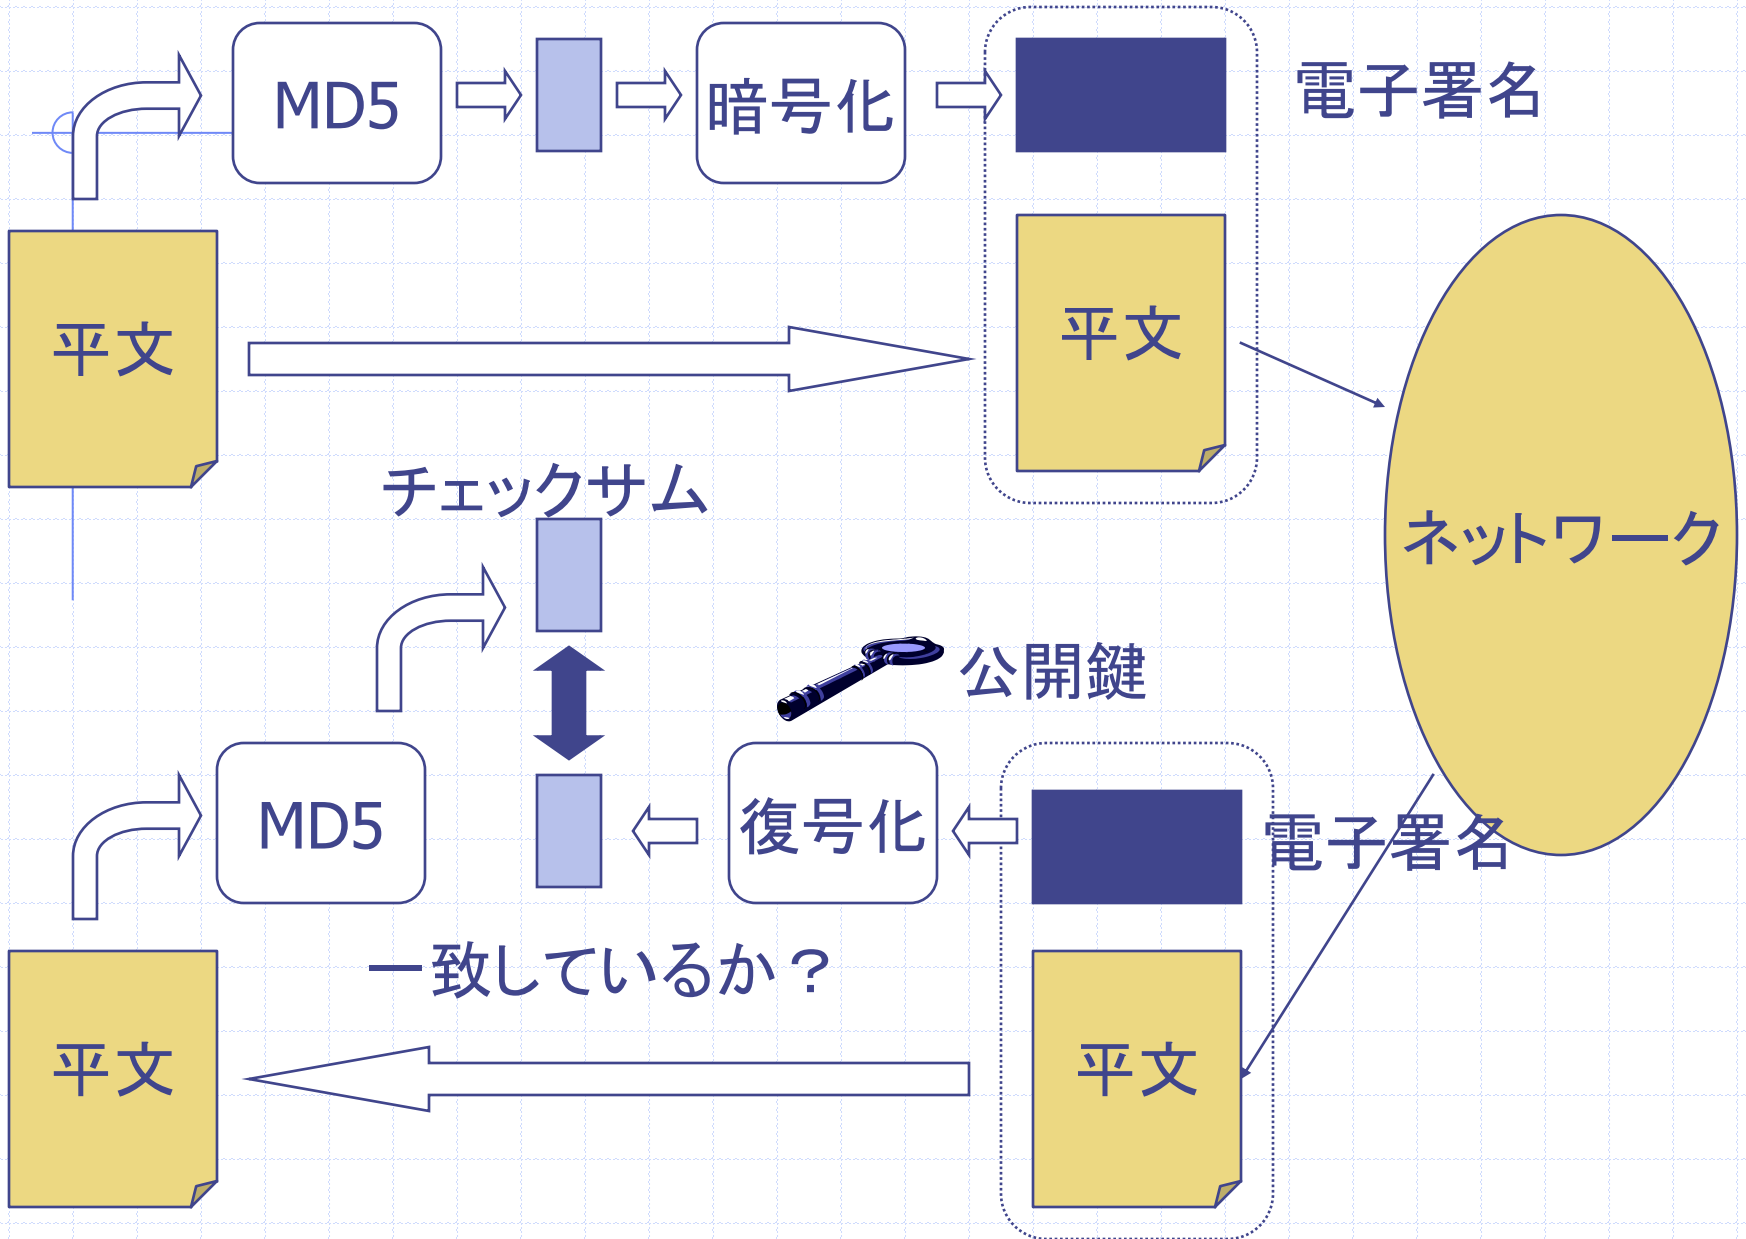 MD5
暗号化
電子署名
平文
平文
チェックサム
ネットワーク
公開鍵
MD5
復号化
電子署名
一致しているか？
平文
平文